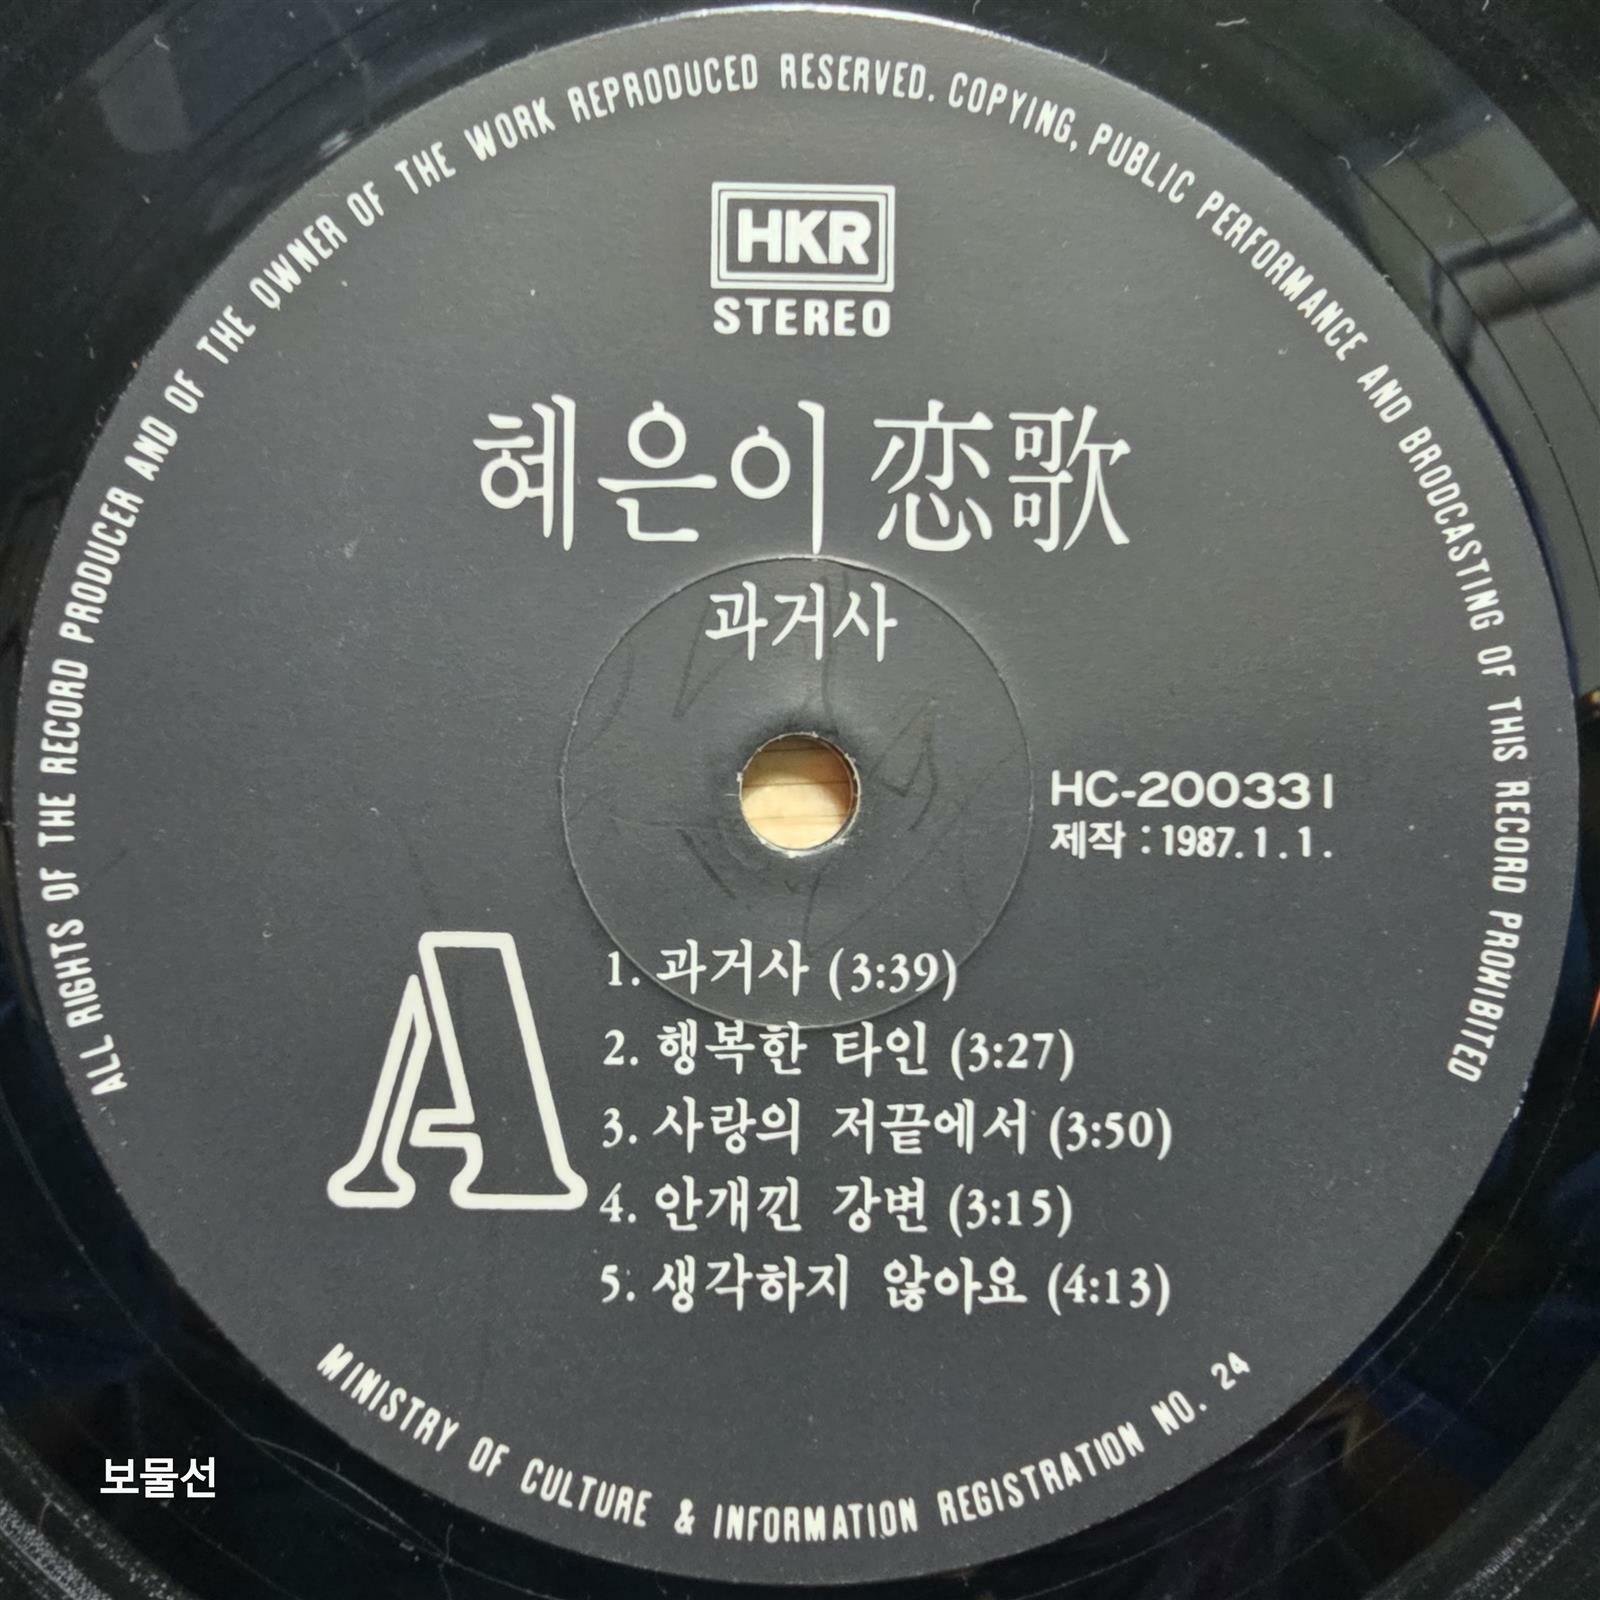 ALL RIGHTS OF THE RECORD PRODUCER AND OF THE OWNER OF THE WORK REPRODUCED RESERVED. COPYING, PUBLIC PERFORMANCE AND BRODCASTING OF THIS RECORD PROHIBITED
HKR
STEREO
혜은이 恋歌
과거사
HC-200331
제작 : 1987. 1. 1.
A
1. 과거사 (3:39)
2. 행복한 타인 (3:27)
3. 사랑의 저끝에서 (3:50)
4. 안개낀 강변 (3:15)
5. 생각하지 않아요 (4:13)
MINISTRY OF CULTURE & INFORMATION REGISTRATION NO. 24
보물선